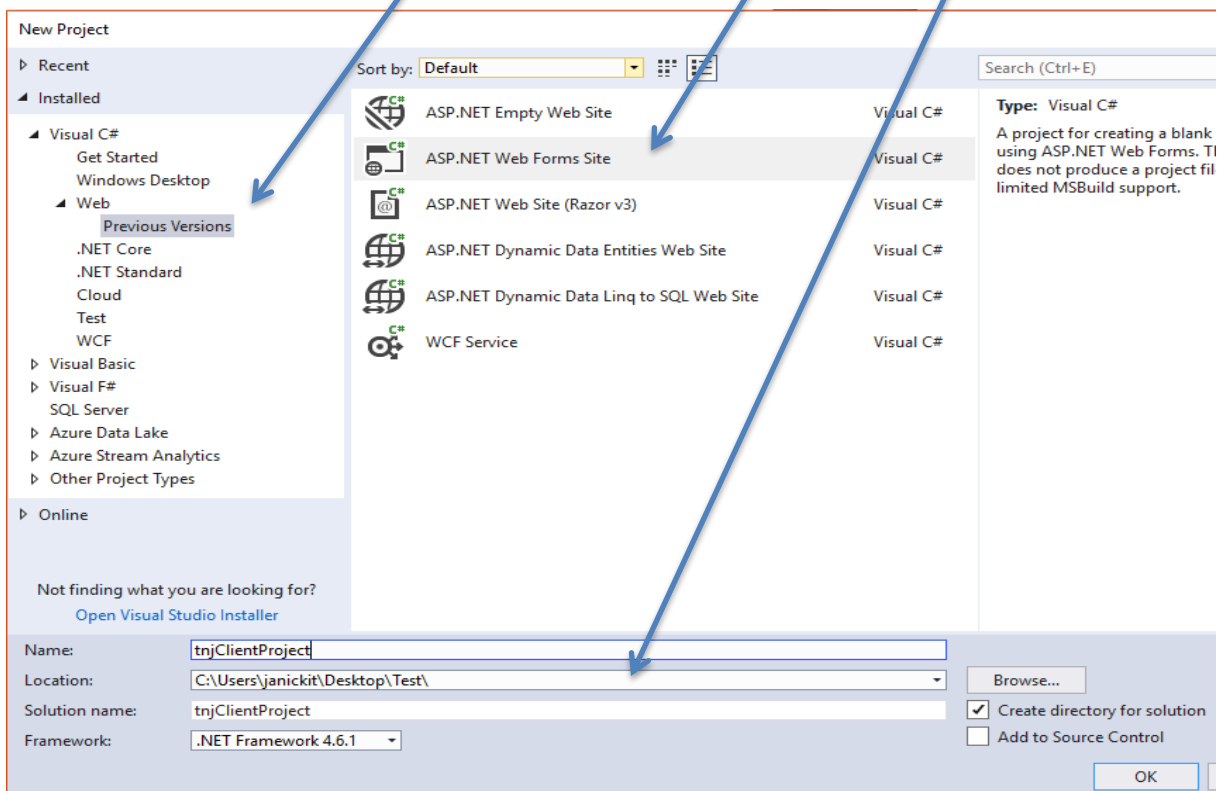 New Project
Recent
Installed
Visual C#
Get Started
Windows Desktop
Web
Previous Versions
.NET Core
.NET Standard
Cloud
Test
WCF
Visual Basic
Visual F#
SQL Server
Azure Data Lake
Azure Stream Analytics
Other Project Types
Online
Not finding what you are looking for?
Open Visual Studio Installer
Sort by: Default
C# ASP.NET Empty Web Site Visual C#
C# ASP.NET Web Forms Site Visual C#
C# @ ASP.NET Web Site (Razor v3) Visual C#
C# ASP.NET Dynamic Data Entities Web Site Visual C#
C# ASP.NET Dynamic Data Linq to SQL Web Site Visual C#
C# WCF Service Visual C#
Search (Ctrl+E)
Type: Visual C#
A project for creating a blank
using ASP.NET Web Forms.
does not produce a project
limited MSBuild support.
Name: tnjClientProject
Location: C:\Users\janickit\Desktop\Test\ Browse...
Solution name: tnjClientProject Create directory for solution
Framework: .NET Framework 4.6.1 Add to Source Control
OK